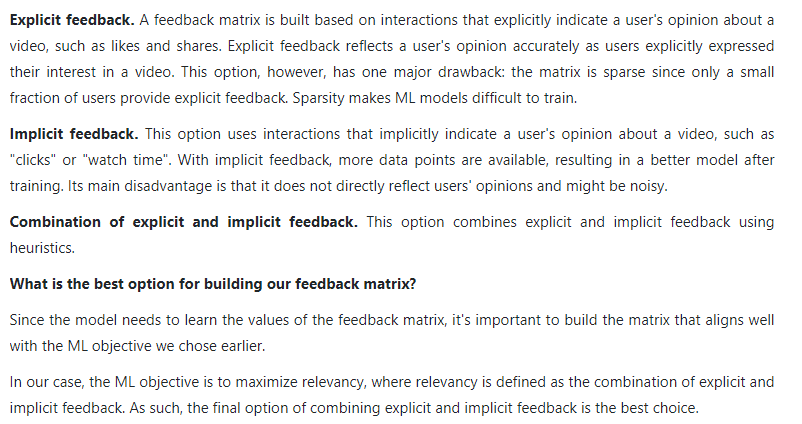 Explicit feedback. A feedback matrix is built based on interactions that explicitly indicate a user's opinion about a
video, such as likes and shares. Explicit feedback reflects a user's opinion accurately as users explicitly expressed
their interest in a video. This option, however, has one major drawback: the matrix is sparse since only a small
fraction of users provide explicit feedback. Sparsity makes ML models difficult to train.
Implicit feedback. This option uses interactions that implicitly indicate a user's opinion about a video, such as
"clicks" or "watch time". With implicit feedback, more data points are available, resulting in a better model after
training. Its main disadvantage is that it does not directly reflect users' opinions and might be noisy.
Combination of explicit and implicit feedback. This option combines explicit and implicit feedback using
heuristics.
What is the best option for building our feedback matrix?
Since the model needs to learn the values of the feedback matrix, it's important to build the matrix that aligns well
with the ML objective we chose earlier.
In our case, the ML objective is to maximize relevancy, where relevancy is defined as the combination of explicit and
implicit feedback. As such, the final option of combining explicit and implicit feedback is the best choice.